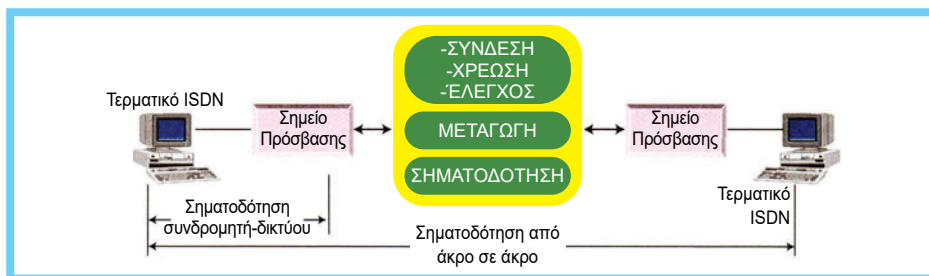 -ΣΥΝΔΕΣΗ
-ΧΡΕΩΣΗ
-ΈΛΕΓΧΟΣ
Τερματικό ISDN
Σημείο
Πρόσβασης
ΜΕΤΑΓΩΓΗ
Σημείο
Πρόσβασης
ΣΗΜΑΤΟΔΟΤΗΣΗ
Τερματικό
ISDN
Σηματοδότηση
συνδρομητή-δικτύου
Σηματοδότηση από
άκρο σε άκρο